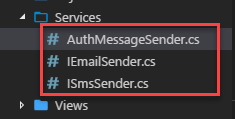 Services
# AuthMessageSender.cs
# IEmailSender.cs
# ISmsSender.cs
Views